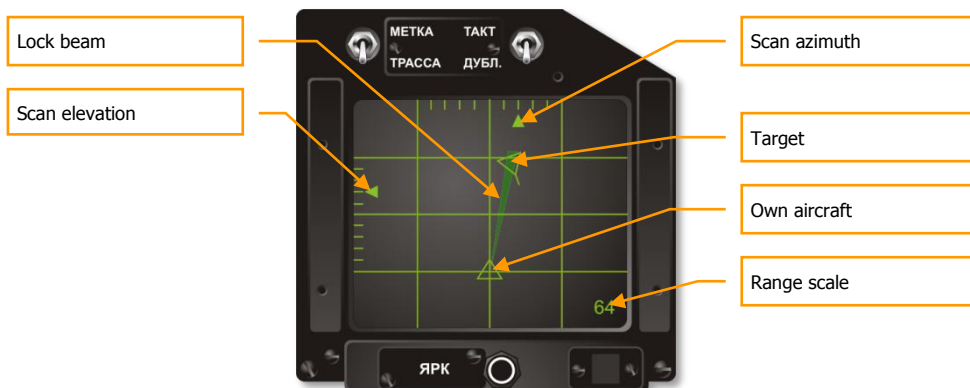 Lock beam
Scan elevation
МЕТКА ТАКТ
ТРАССА ДУБЛ.
Scan azimuth
Target
Own aircraft
Range scale
64
ЯРК